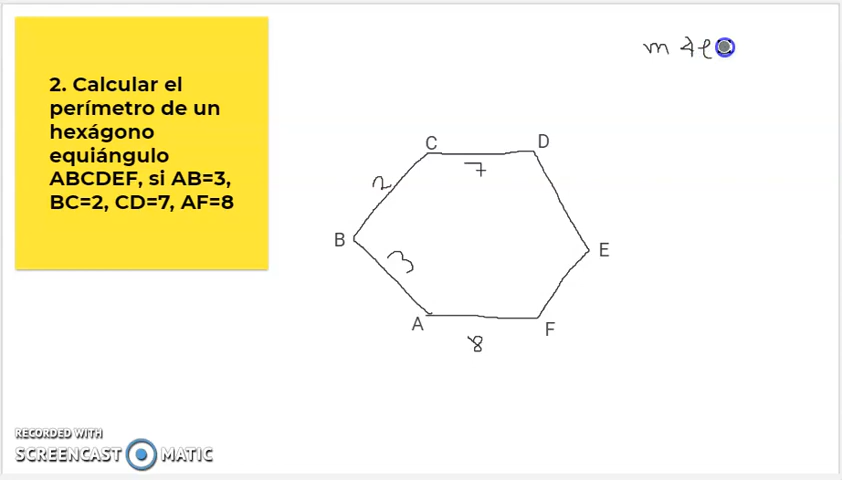 2. Calcular el
perímetro de un
hexágono
equiángulo
ABCDEF, si AB=3,
BC=2, CD=7, AF=8
m∢e
C
D
7
2
B
E
3
A
F
8
RECORDED WITH
SCREENCAST MATIC